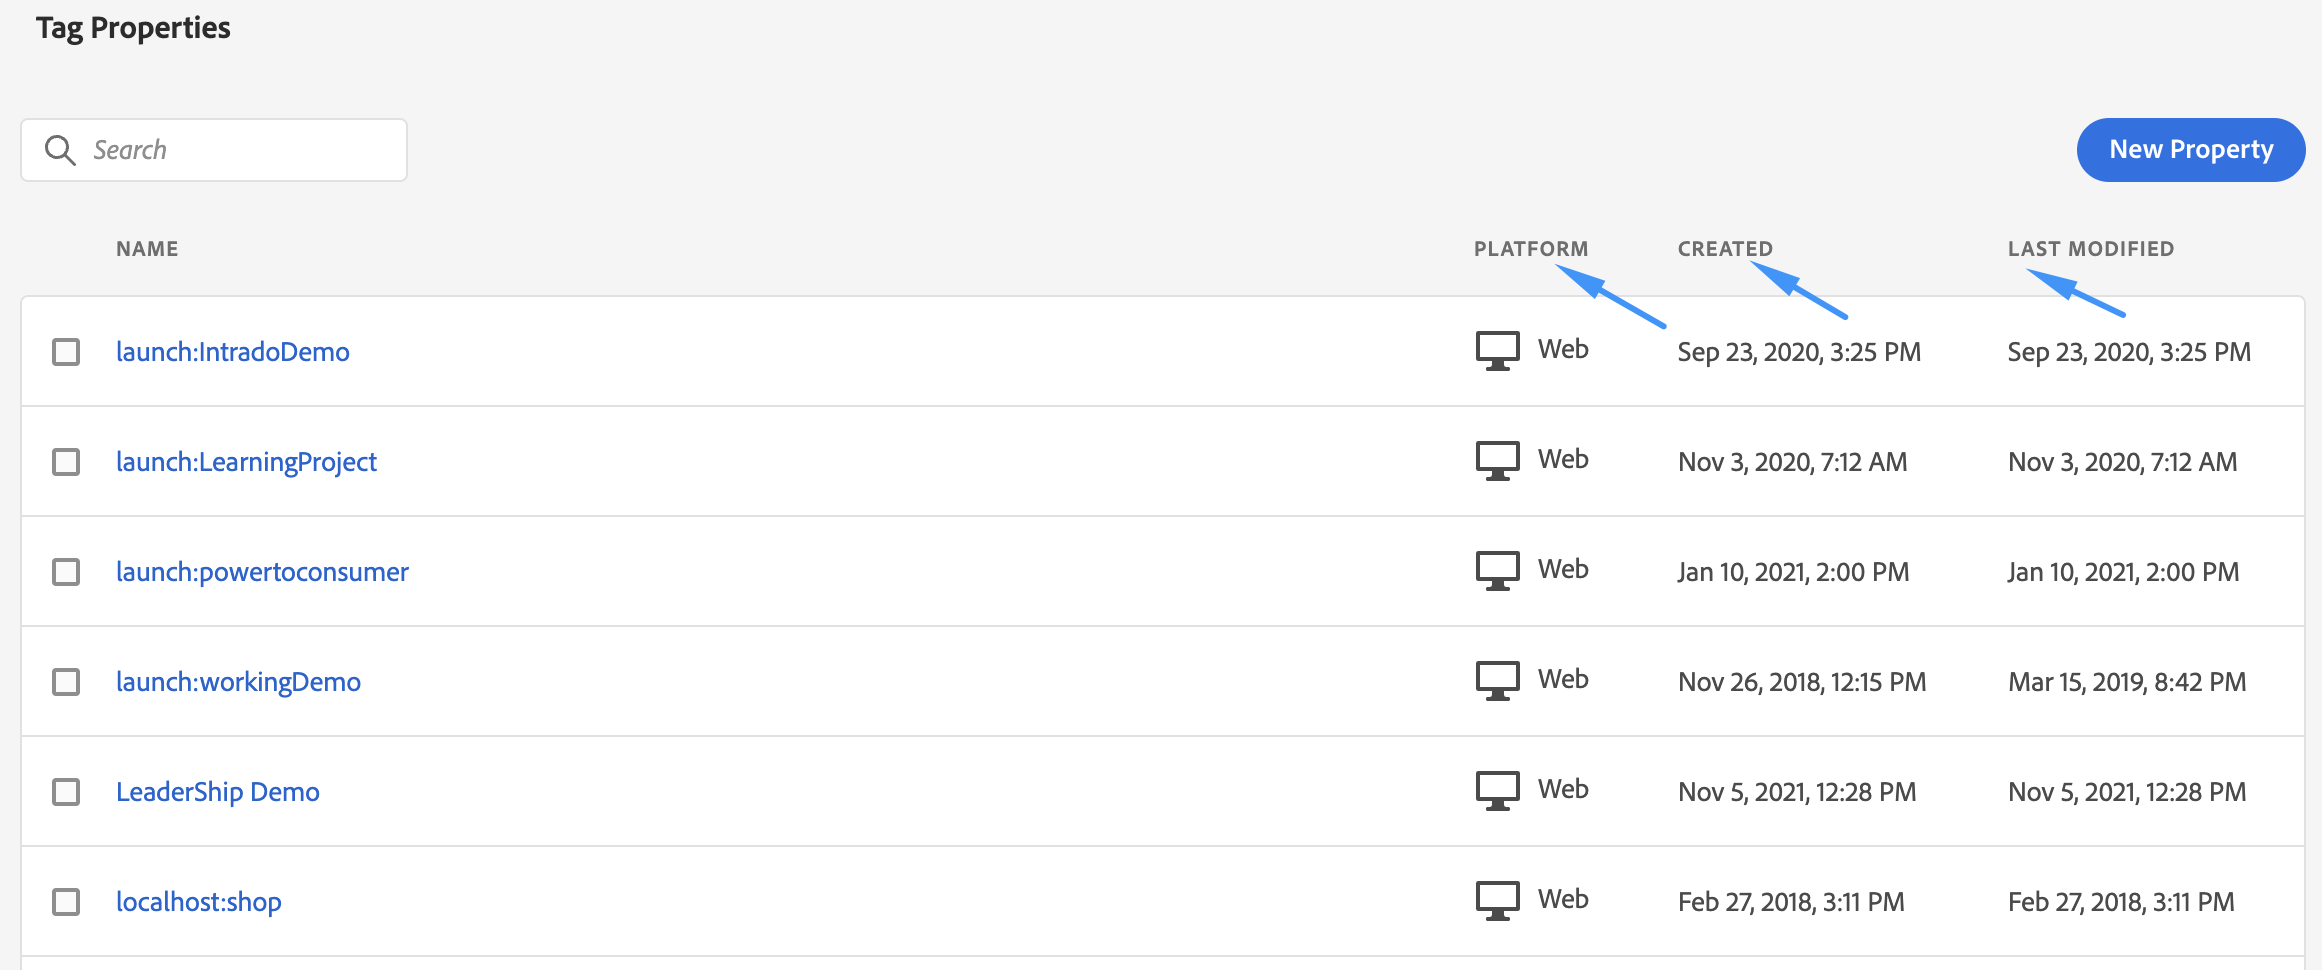 Tag Properties
Search
New Property
NAME PLATFORM CREATED LAST MODIFIED
launch:IntradoDemo Web Sep 23, 2020, 3:25 PM Sep 23, 2020, 3:25 PM
launch:LearningProject Web Nov 3, 2020, 7:12 AM Nov 3, 2020, 7:12 AM
launch:powertoconsumer Web Jan 10, 2021, 2:00 PM Jan 10, 2021, 2:00 PM
launch:workingDemo Web Nov 26, 2018, 12:15 PM Mar 15, 2019, 8:42 PM
LeaderShip Demo Web Nov 5, 2021, 12:28 PM Nov 5, 2021, 12:28 PM
localhost:shop Web Feb 27, 2018, 3:11 PM Feb 27, 2018, 3:11 PM